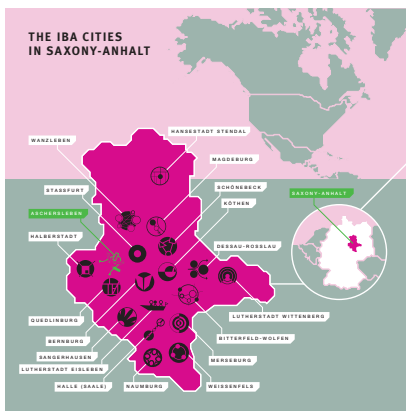 THE IBA CITIES
IN SAXONY-ANHALT
HANSESTADT STENDAL
WANZLEBEN
MAGDEBURG
STASSFURT
SCHÖNEBECK
SAXONY-ANHALT
KÖTHEN
ASCHERSLEBEN
HALBERSTADT
DESSAU-ROSSLAU
QUEDLINBURG
LUTHERSTADT WITTENBERG
BERNBURG
BITTERFELD-WOLFEN
SANGERHAUSEN
MERSEBURG
LUTHERSTADT EISLEBEN
HALLE (SAALE)
NAUMBURG
WEISSENFELS